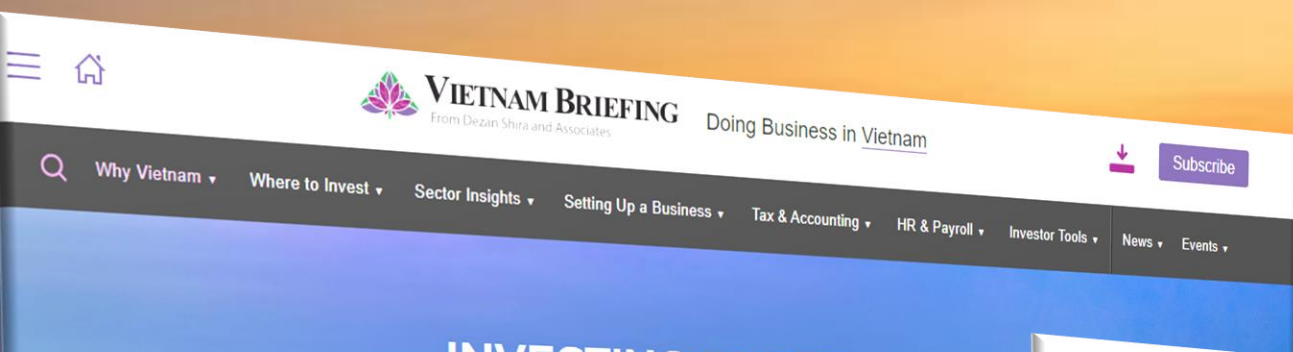 VIETNAM BRIEFING
From Dezan Shira and Associates
Doing Business in Vietnam
Subscribe
Why Vietnam ▾ Where to Invest ▾ Sector Insights ▾ Setting Up a Business ▾ Tax & Accounting ▾ HR & Payroll ▾ Investor Tools ▾ News ▾ Events ▾
INVESTING